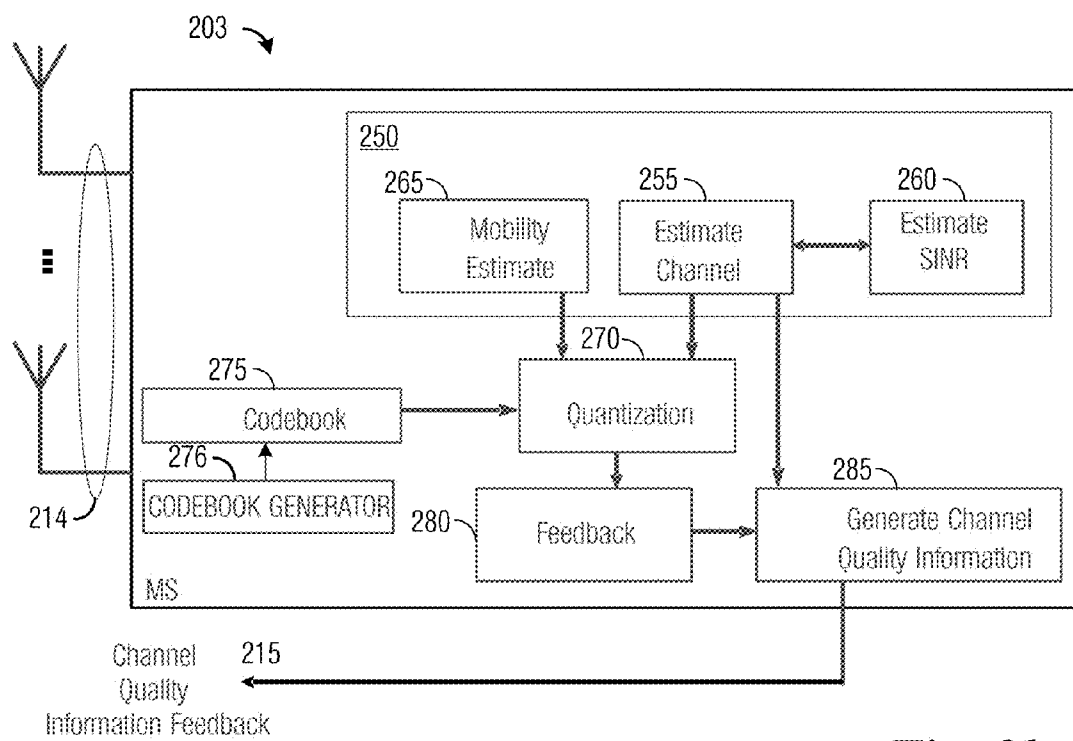 203
250
265
255
260
Mobility
Estimate
Estimate
Channel
Estimate
SINR
270
275
Codebook
Quantization
276
CODEBOOK GENERATOR
214
280
Feedback
285
Generate Channel
Quality Information
MS
Channel
Quality
Information Feedback
215